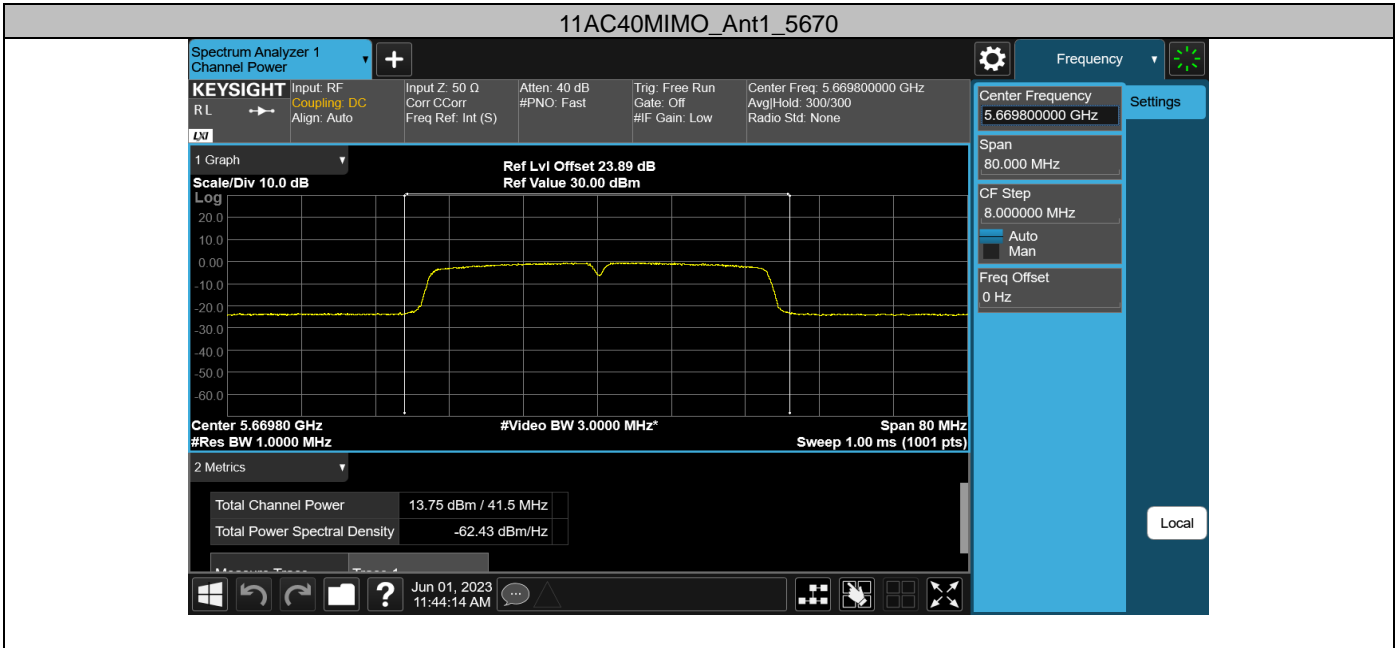 11AC40MIMO_Ant1_5670
Spectrum Analyzer 1
Channel Power
Frequency
KEYSIGHT
R L
LXI
Input: RF
Coupling: DC
Align: Auto
Input Z: 50 Ω
Corr CCorr
Freq Ref: Int (S)
Atten: 40 dB
#PNO: Fast
Trig: Free Run
Gate: Off
#IF Gain: Low
Center Freq: 5.669800000 GHz
Avg|Hold: 300/300
Radio Std: None
Center Frequency
5.669800000 GHz
Settings
Span
80.000 MHz
CF Step
8.000000 MHz
Auto
Man
Freq Offset
0 Hz
Local
1 Graph
Scale/Div 10.0 dB
Ref Lvl Offset 23.89 dB
Ref Value 30.00 dBm
Log
20.0
10.0
0.00
-10.0
-20.0
-30.0
-40.0
-50.0
-60.0
Center 5.66980 GHz
#Video BW 3.0000 MHz*
Span 80 MHz
#Res BW 1.0000 MHz
Sweep 1.00 ms (1001 pts)
2 Metrics
Total Channel Power 13.75 dBm / 41.5 MHz
Total Power Spectral Density -62.43 dBm/Hz
Measure Trace Trace 1
?
Jun 01, 2023
11:44:14 AM